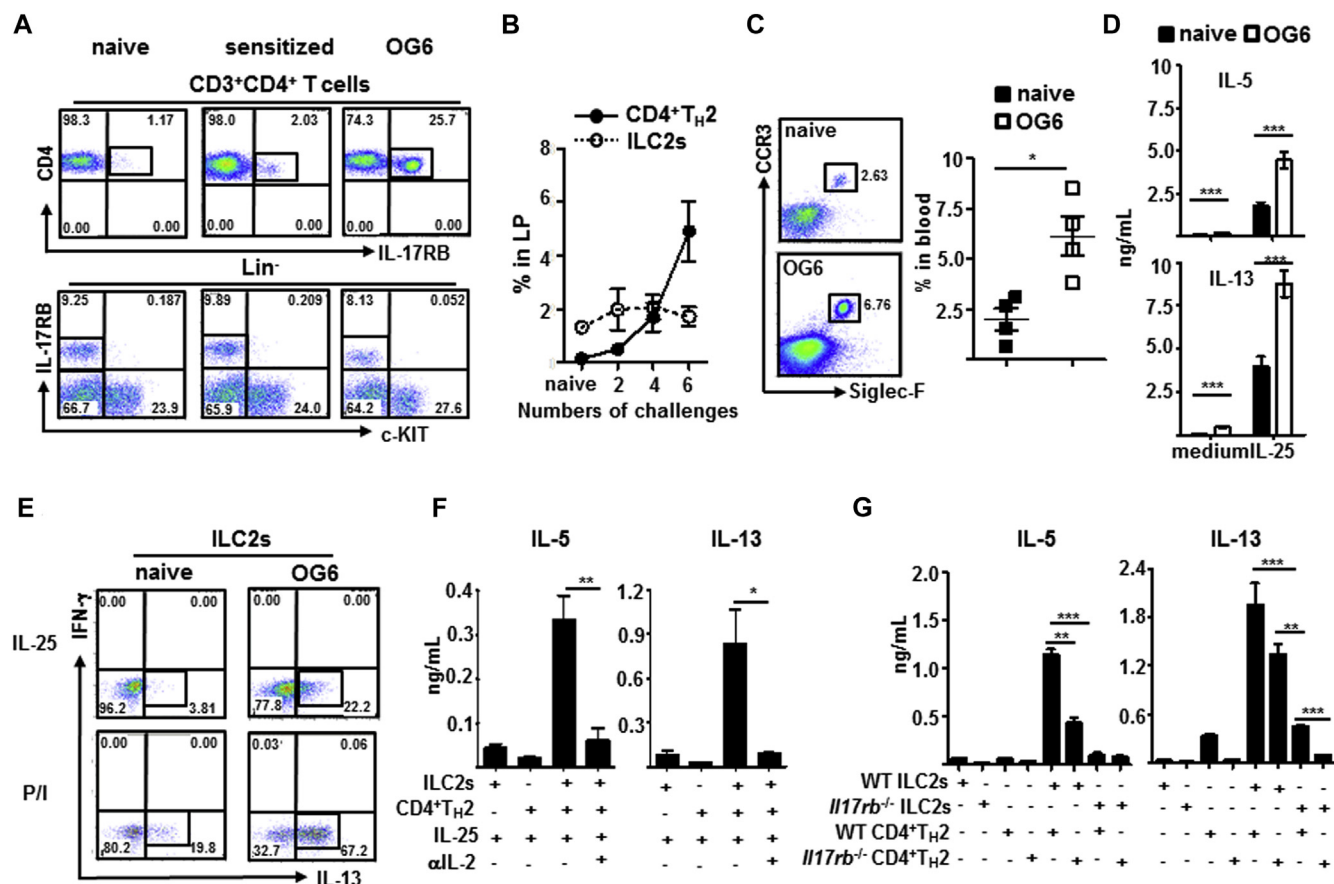 A
naive sensitized OG6
CD3+CD4+ T cells
98.3 1.17 98.0 2.03 74.3 25.7
CD4
0.00 0.00 0.00 0.00 0.00 0.00
IL-17RB
Lin-
9.25 0.187 9.89 0.209 8.13 0.052
IL-17RB
66.7 23.9 65.9 24.0 64.2 27.6
c-KIT
B
CD4+TH2
ILC2s
% in LP
8
6
4
2
0
naive 2 4 6
Numbers of challenges
C
naive
2.63
CCR3
OG6
6.76
Siglec-F
naive
OG6
% in blood
10
7.5
5.0
2.5
*
D
naive OG6
IL-5
ng/mL
10
7.5
5.0
2.5
*** ***
IL-13
10
7.5
5.0
2.5
*** ***
medium IL-25
E
ILC2s
naive OG6
IFN-γ
IL-25
0.00 0.00 0.00 0.00
96.2 3.81 77.8 22.2
P/I
0.00 0.00 0.03 0.06
80.2 19.8 32.7 67.2
IL-13
F
IL-5 IL-13
ng/mL
0.4
0.3
0.2
0.1
**
1.2
0.9
0.6
0.3
*
ILC2s + - + + + - + +
CD4+TH2 - + + + - + + +
IL-25 + + + + + + + +
αIL-2 - - - + - - - +
G
IL-5 IL-13
ng/mL
2.0
1.5
1.0
0.5
0.0
***
**
2.4
1.8
1.2
0.6
***
**
***
WT ILC2s + - - - + + - - + - - - + + - -
Il17rb-/- ILC2s - + - - - - + + - + - - - - + +
WT CD4+TH2 - - + - + - + - - - + - + - + -
Il17rb-/- CD4+TH2 - - - + - + - + - - - + - + - +